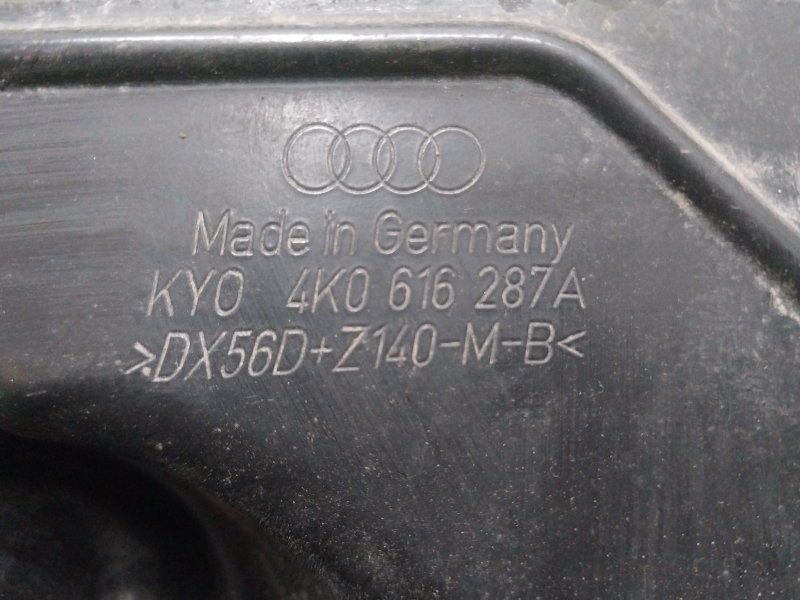 Made in Germany
KYO 4K0 616 287A
>DX56D+Z140-M-B<